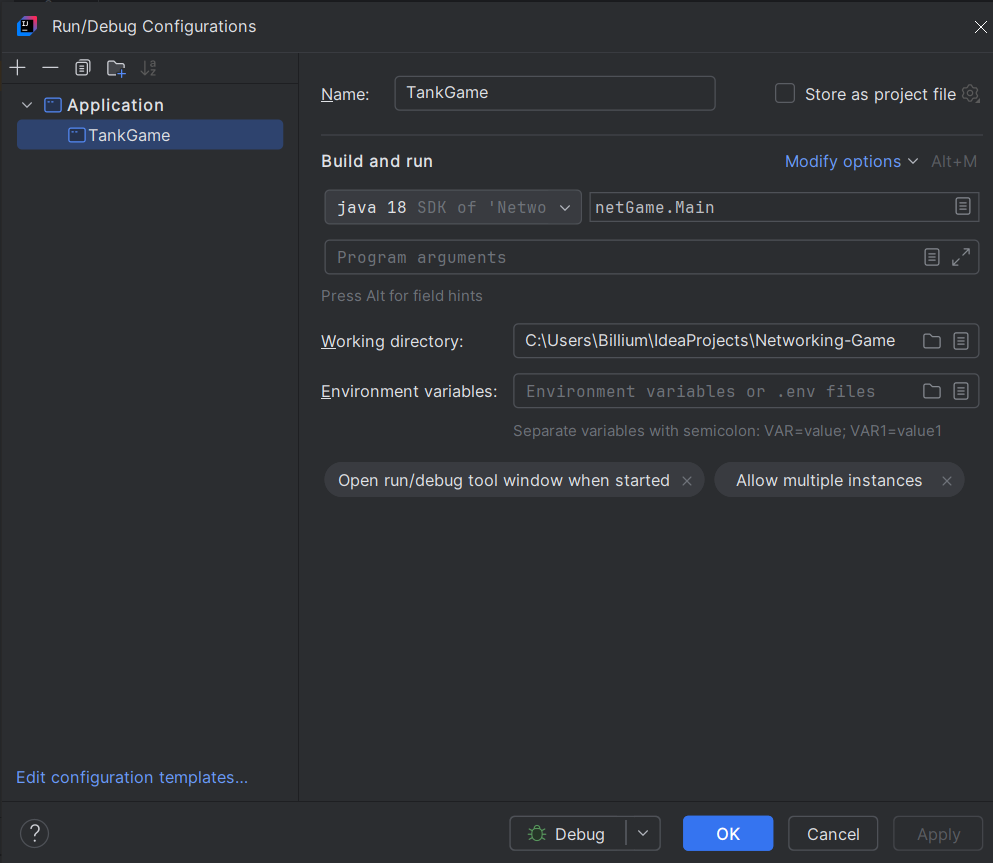 Run/Debug Configurations
Application
TankGame
Edit configuration templates...
Name: TankGame Store as project file
Build and run Modify options Alt+M
java 18 SDK of 'Netwo netGame.Main
Program arguments
Press Alt for field hints
Working directory: C:\Users\Billium\IdeaProjects\Networking-Game
Environment variables: Environment variables or .env files
Separate variables with semicolon: VAR=value; VAR1=value1
Open run/debug tool window when started × Allow multiple instances ×
? Debug OK Cancel Apply